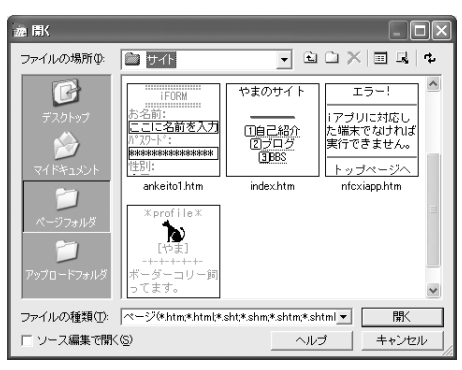 開く
ファイルの場所(I):
サイト
デスクトップ
マイドキュメント
ページフォルダ
アップロードフォルダ
iFORM
お名前:
ここに名前を入力
パスワード:
****************
性別:
ankeito1.htm
やまのサイト
1自己紹介
2ブログ
3BBS
index.htm
エラー!
iアプリに対応し
た端末でなければ
実行できません。
トップページへ
nfcxiapp.htm
×profile×
[やま]
-+-+-+-+-+-
ボーダーコリー飼
ってます。
ファイルの種類(T):
ページ(*.htm;*.html;*.sht;*.shm;*.shtm;*.shtml
開く
ソース編集で開く(S)
ヘルプ
キャンセル